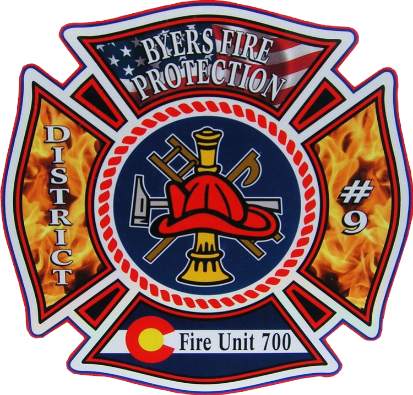 BYERS FIRE
PROTECTION
DISTRICT
#9
Fire Unit 700